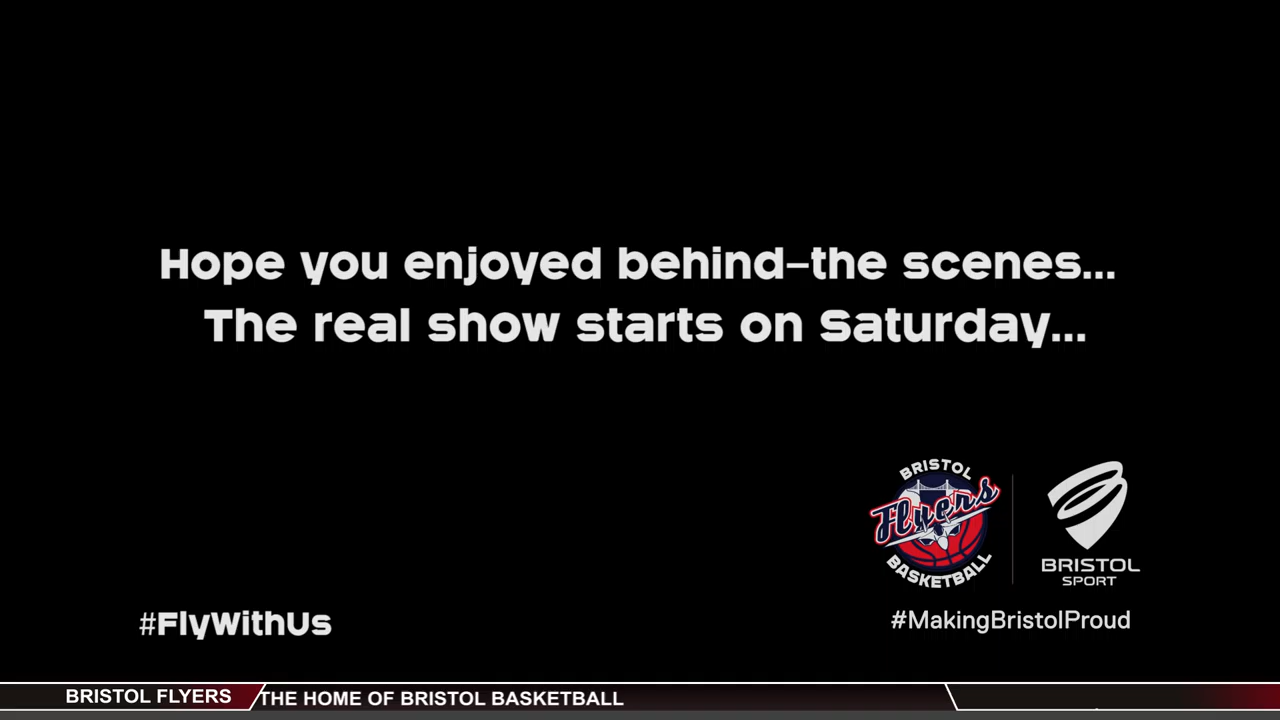 Hope you enjoyed behind–the scenes...
The real show starts on Saturday...
BRISTOL
Flyers
BASKETBALL
BRISTOL
SPORT
#FlyWithUs
#MakingBristolProud
BRISTOL FLYERS
THE HOME OF BRISTOL BASKETBALL